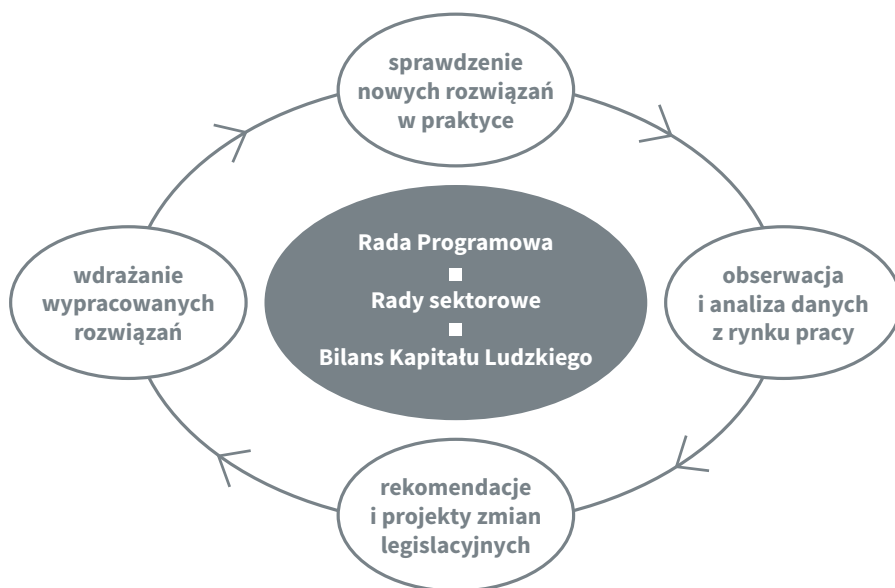 sprawdzenie
nowych rozwiązań
w praktyce
wdrażanie
wypracowanych
rozwiązań
Rada Programowa
Rady sektorowe
Bilans Kapitału Ludzkiego
obserwacja
i analiza danych
z rynku pracy
rekomendacje
i projekty zmian
legislacyjnych